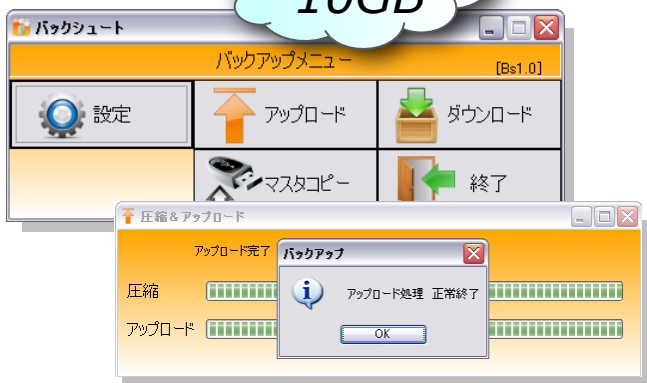 10GB
バックシュート
バックアップメニュー
[Bs1.0]
設定
アップロード
ダウンロード
マスタコピー
終了
圧縮&アップロード
アップロード完了
バックアップ
圧縮
アップロード処理 正常終了
アップロード
OK